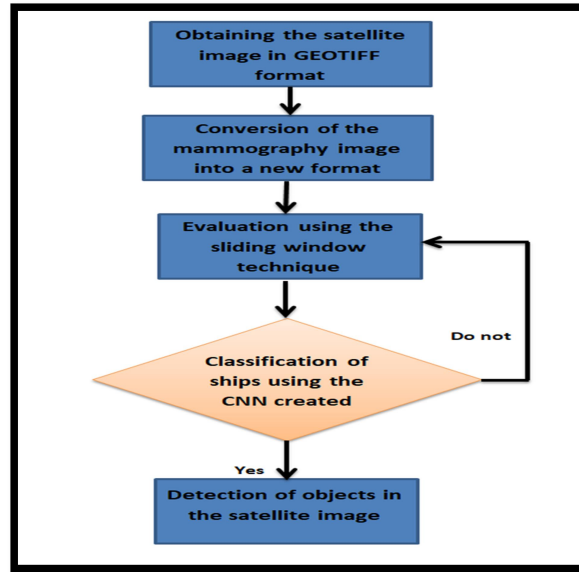 Obtaining the satellite
image in GEOTIFF
format
Conversion of the
mammography image
into a new format
Evaluation using the
sliding window
technique
Do not
Classification of
ships using the
CNN created
Yes
Detection of objects in
the satellite image